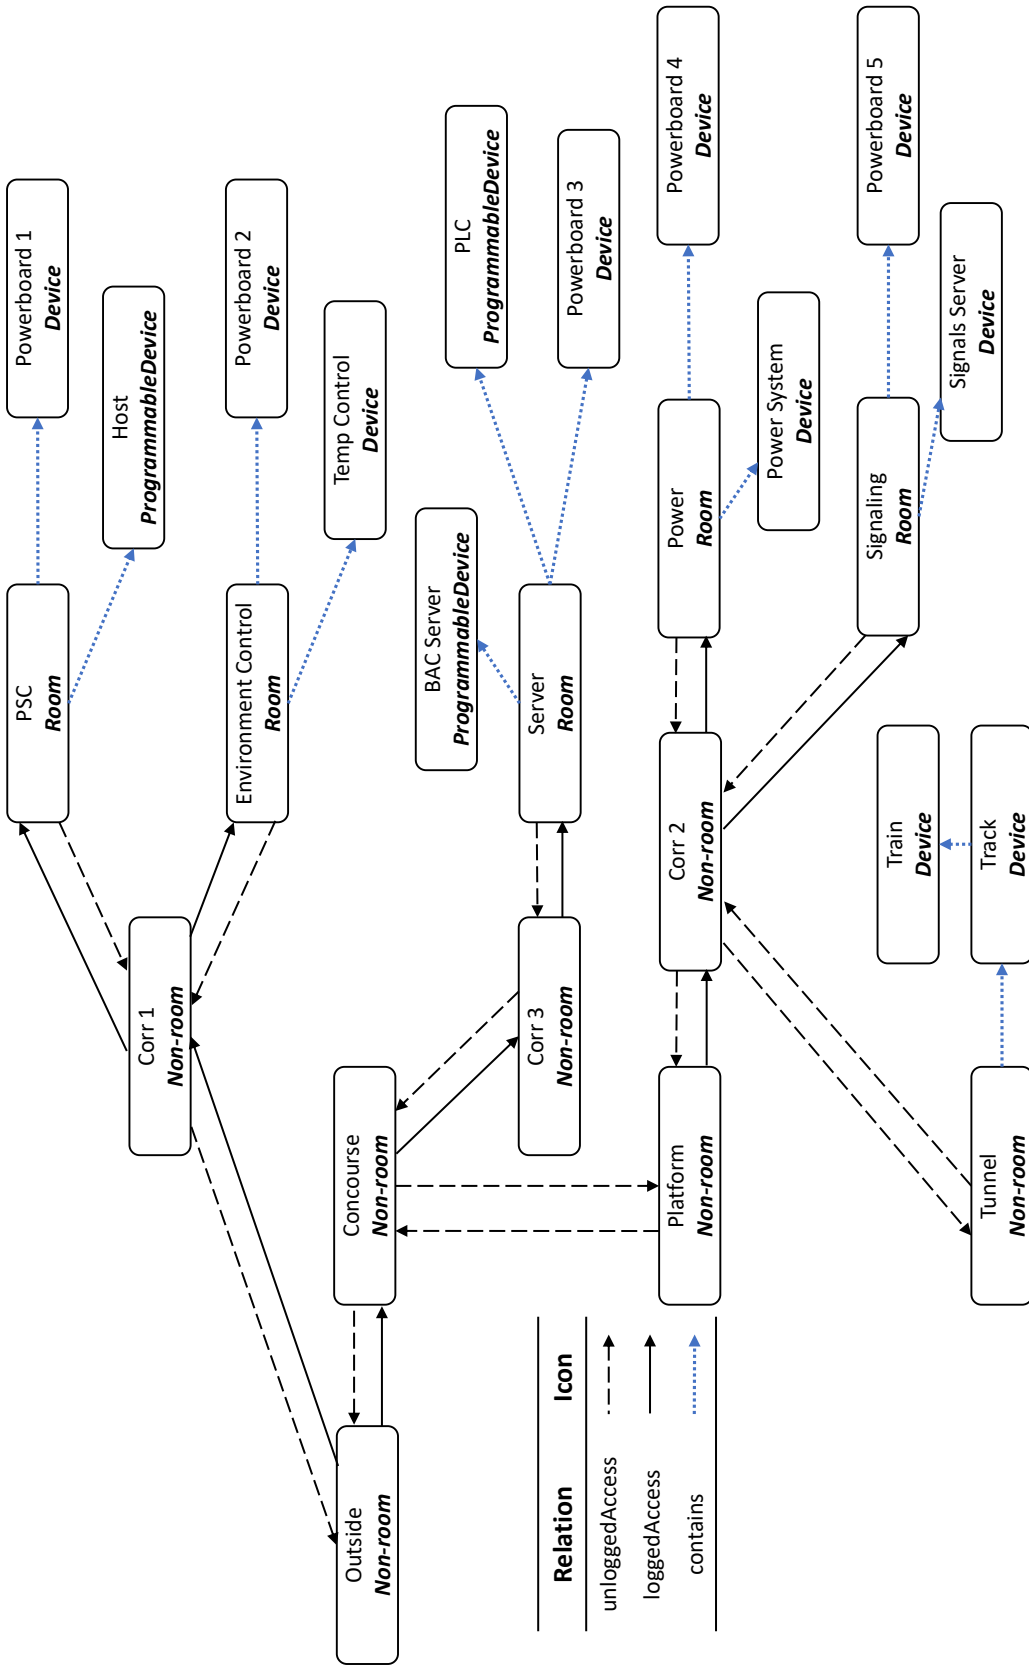 Powerboard 1
Device
Host
ProgrammableDevice
PSC
Room
Powerboard 2
Device
Temp Control
Device
Environment Control
Room
Corr 1
Non-room
PLC
ProgrammableDevice
Powerboard 3
Device
BAC Server
ProgrammableDevice
Server
Room
Corr 3
Non-room
Concourse
Non-room
Outside
Non-room
Powerboard 4
Device
Power System
Device
Power
Room
Powerboard 5
Device
Signals Server
Device
Signaling
Room
Corr 2
Non-room
Platform
Non-room
Train
Device
Track
Device
Tunnel
Non-room
Relation Icon
unloggedAccess
loggedAccess
contains